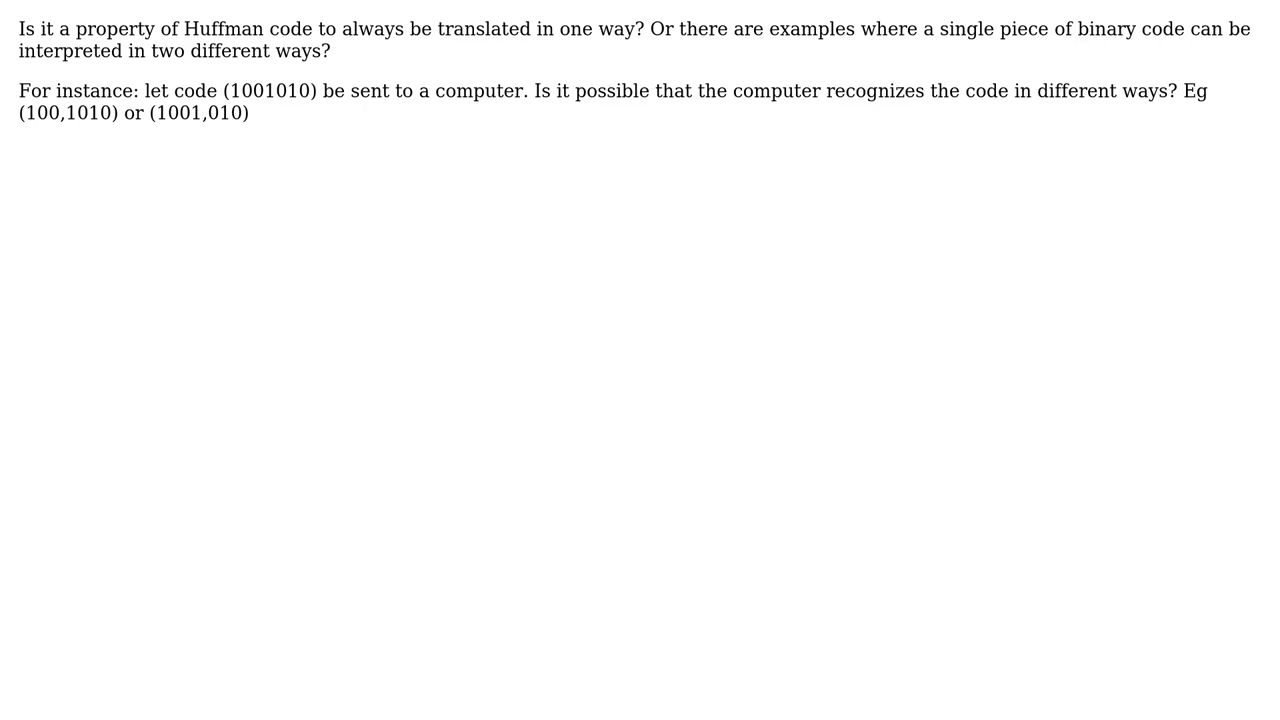 Is it a property of Huffman code to always be translated in one way? Or there are examples where a single piece of binary code can be
interpreted in two different ways?
For instance: let code (1001010) be sent to a computer. Is it possible that the computer recognizes the code in different ways? Eg
(100,1010) or (1001,010)